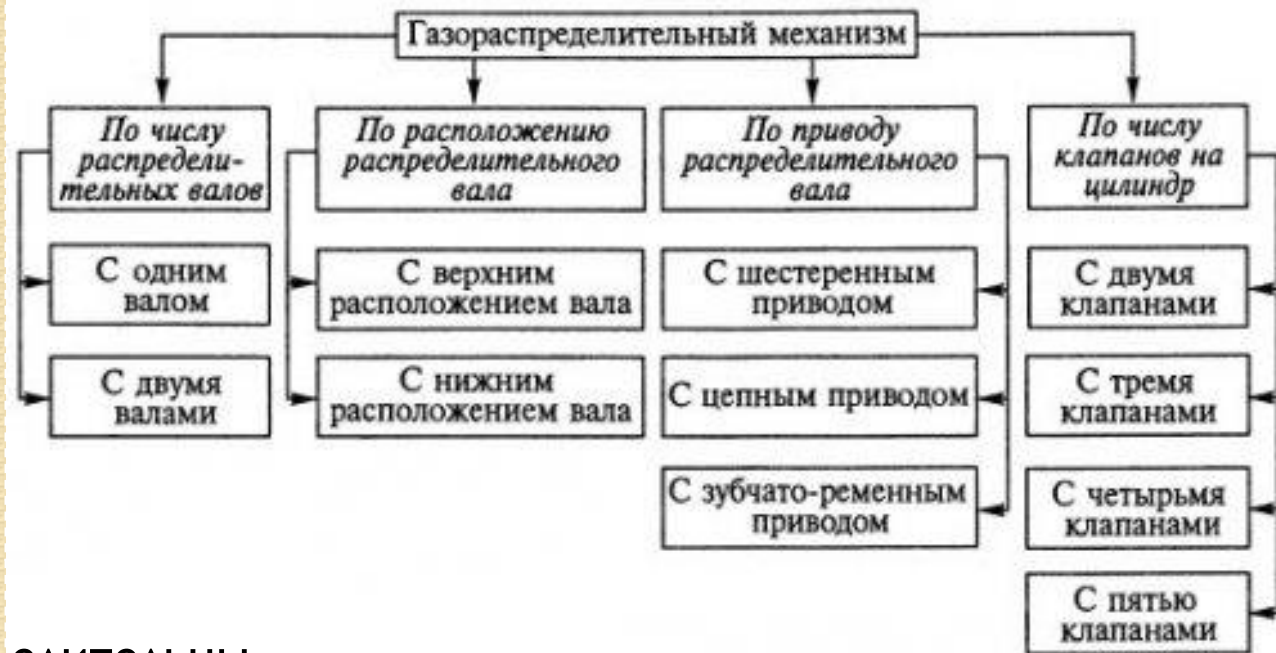 Газораспределительный механизм
По числу
распредели-
тельных валов
С одним
валом
С двумя
валами
По расположению
распределительного
вала
С верхним
расположением вала
С нижним
расположением вала
По приводу
распределительного
вала
С шестеренным
приводом
С цепным приводом
С зубчато-ременным
приводом
По числу
клапанов на
цилиндр
С двумя
клапанами
С тремя
клапанами
С четырьмя
клапанами
С пятью
клапанами